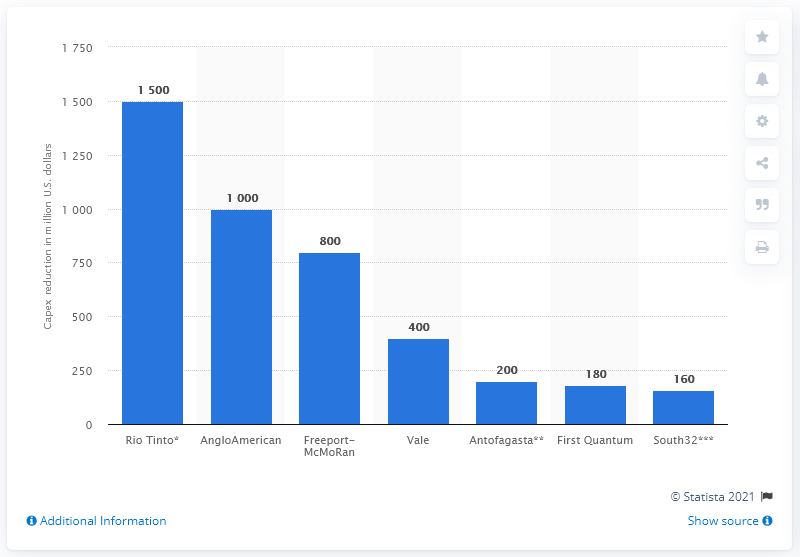 1 750
1 500
1 250
1 000
750
500
250
0
Capex reduction in million U.S. dollars
1 500
1 000
800
400
200
180
160
Rio Tinto*
AngloAmerican
Freeport-
McMoRan
Vale
Antofagasta**
First Quantum
South32***
© Statista 2021
Additional Information
Show source